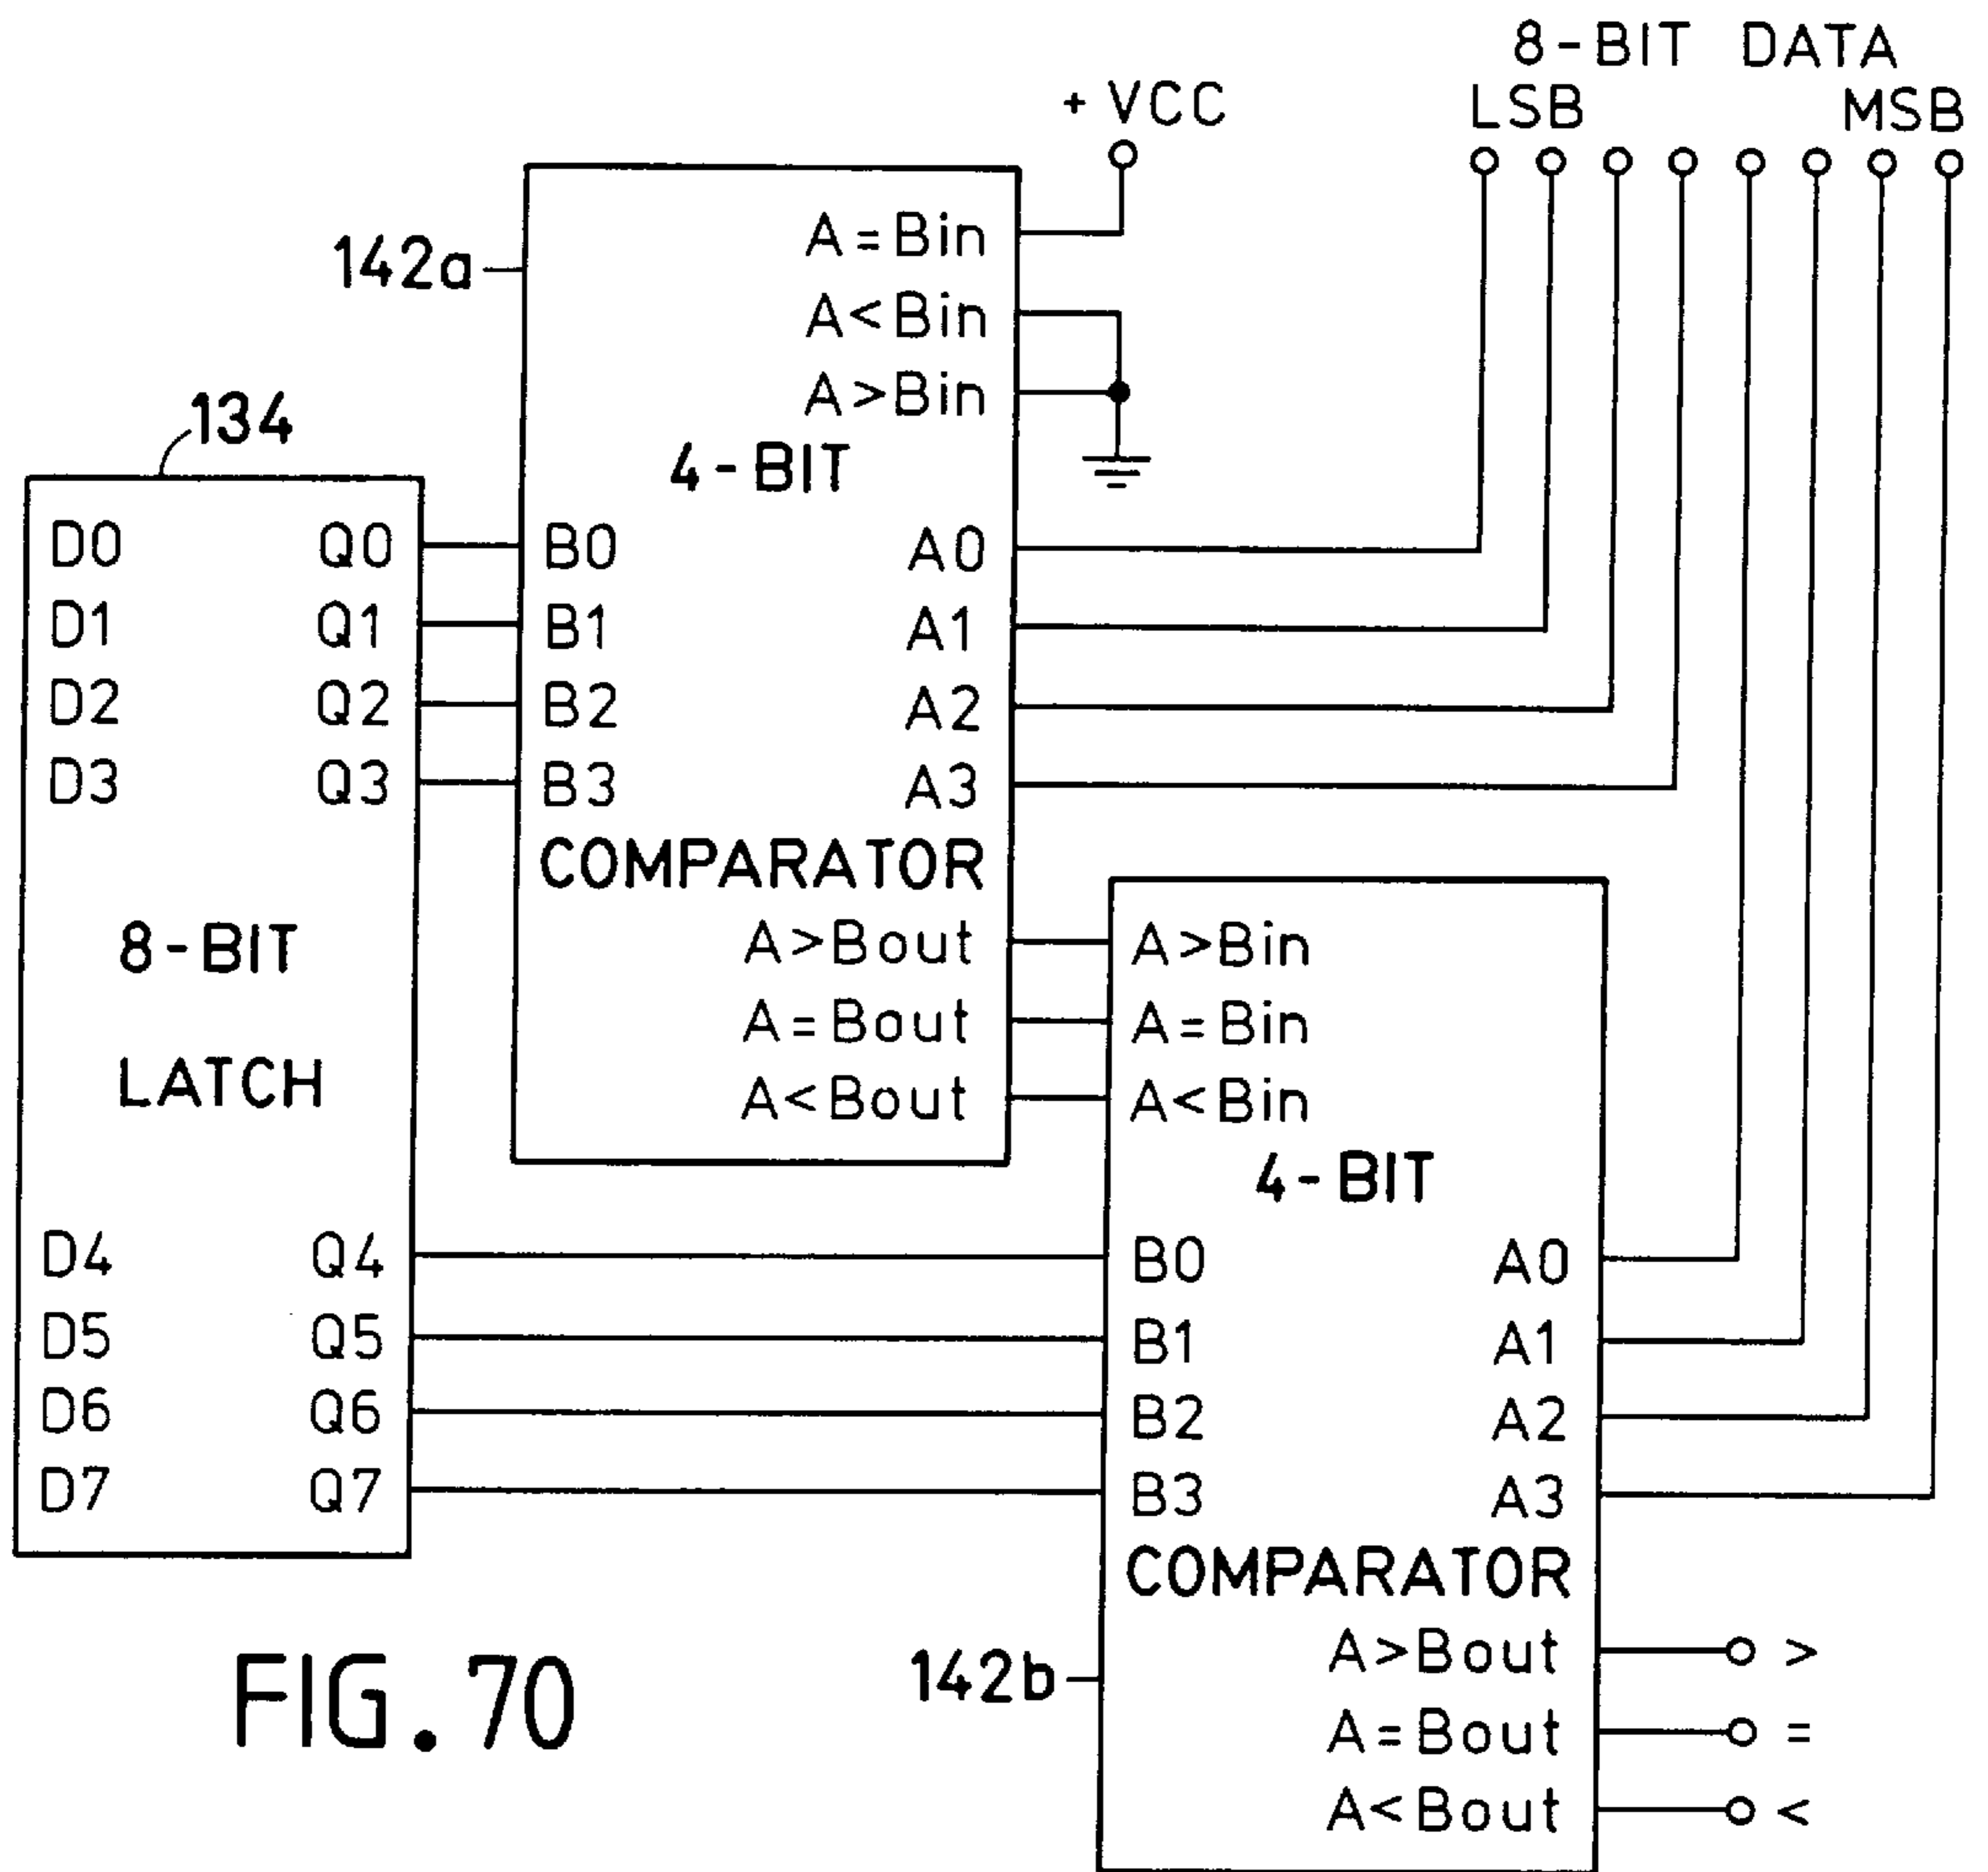 8-BIT DATA
LSB MSB
+ VCC
142a
A=Bin
A<Bin
A>Bin
4-BIT
B0 A0
B1 A1
B2 A2
B3 A3
COMPARATOR
A>Bout
A=Bout
A<Bout
134
D0 Q0
D1 Q1
D2 Q2
D3 Q3
8-BIT
LATCH
D4 Q4
D5 Q5
D6 Q6
D7 Q7
A>Bin
A=Bin
A<Bin
4-BIT
B0 A0
B1 A1
B2 A2
B3 A3
COMPARATOR
142b
A>Bout >
A=Bout =
A<Bout <
FIG. 70